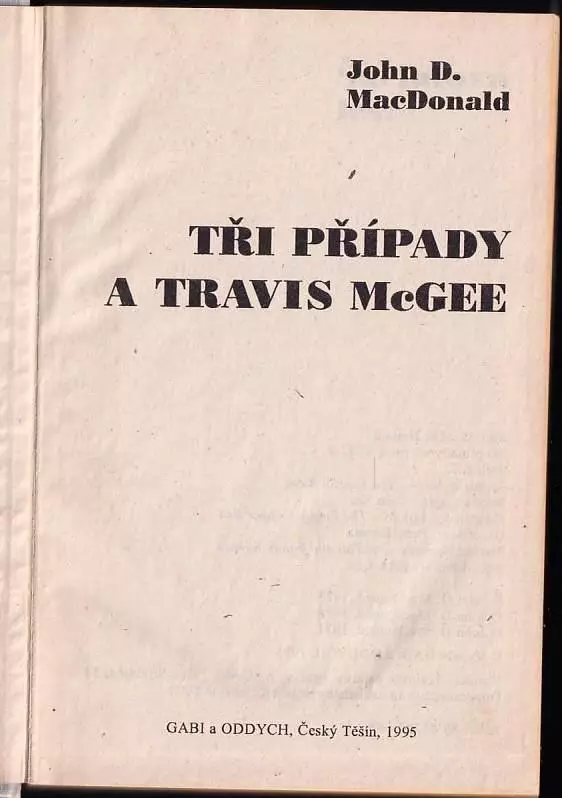 John D.
MacDonald
TŘI PŘÍPADY
A TRAVIS McGEE
GABI a ODDYCH, Český Těšín, 1995